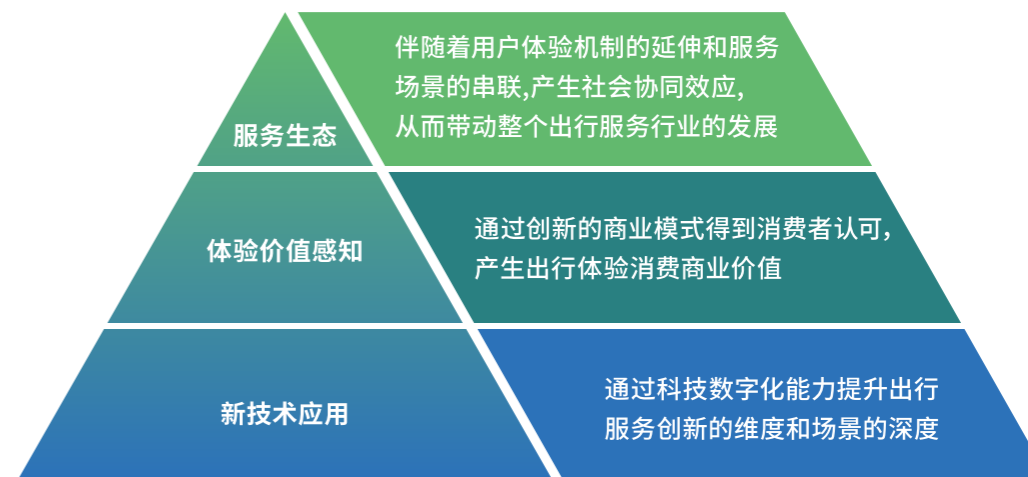 伴随着用户体验机制的延伸和服务
场景的串联,产生社会协同效应,
从而带动整个出行服务行业的发展
服务生态
通过创新的商业模式得到消费者认可,
产生出行体验消费商业价值
体验价值感知
通过科技数字化能力提升出行
服务创新的维度和场景的深度
新技术应用